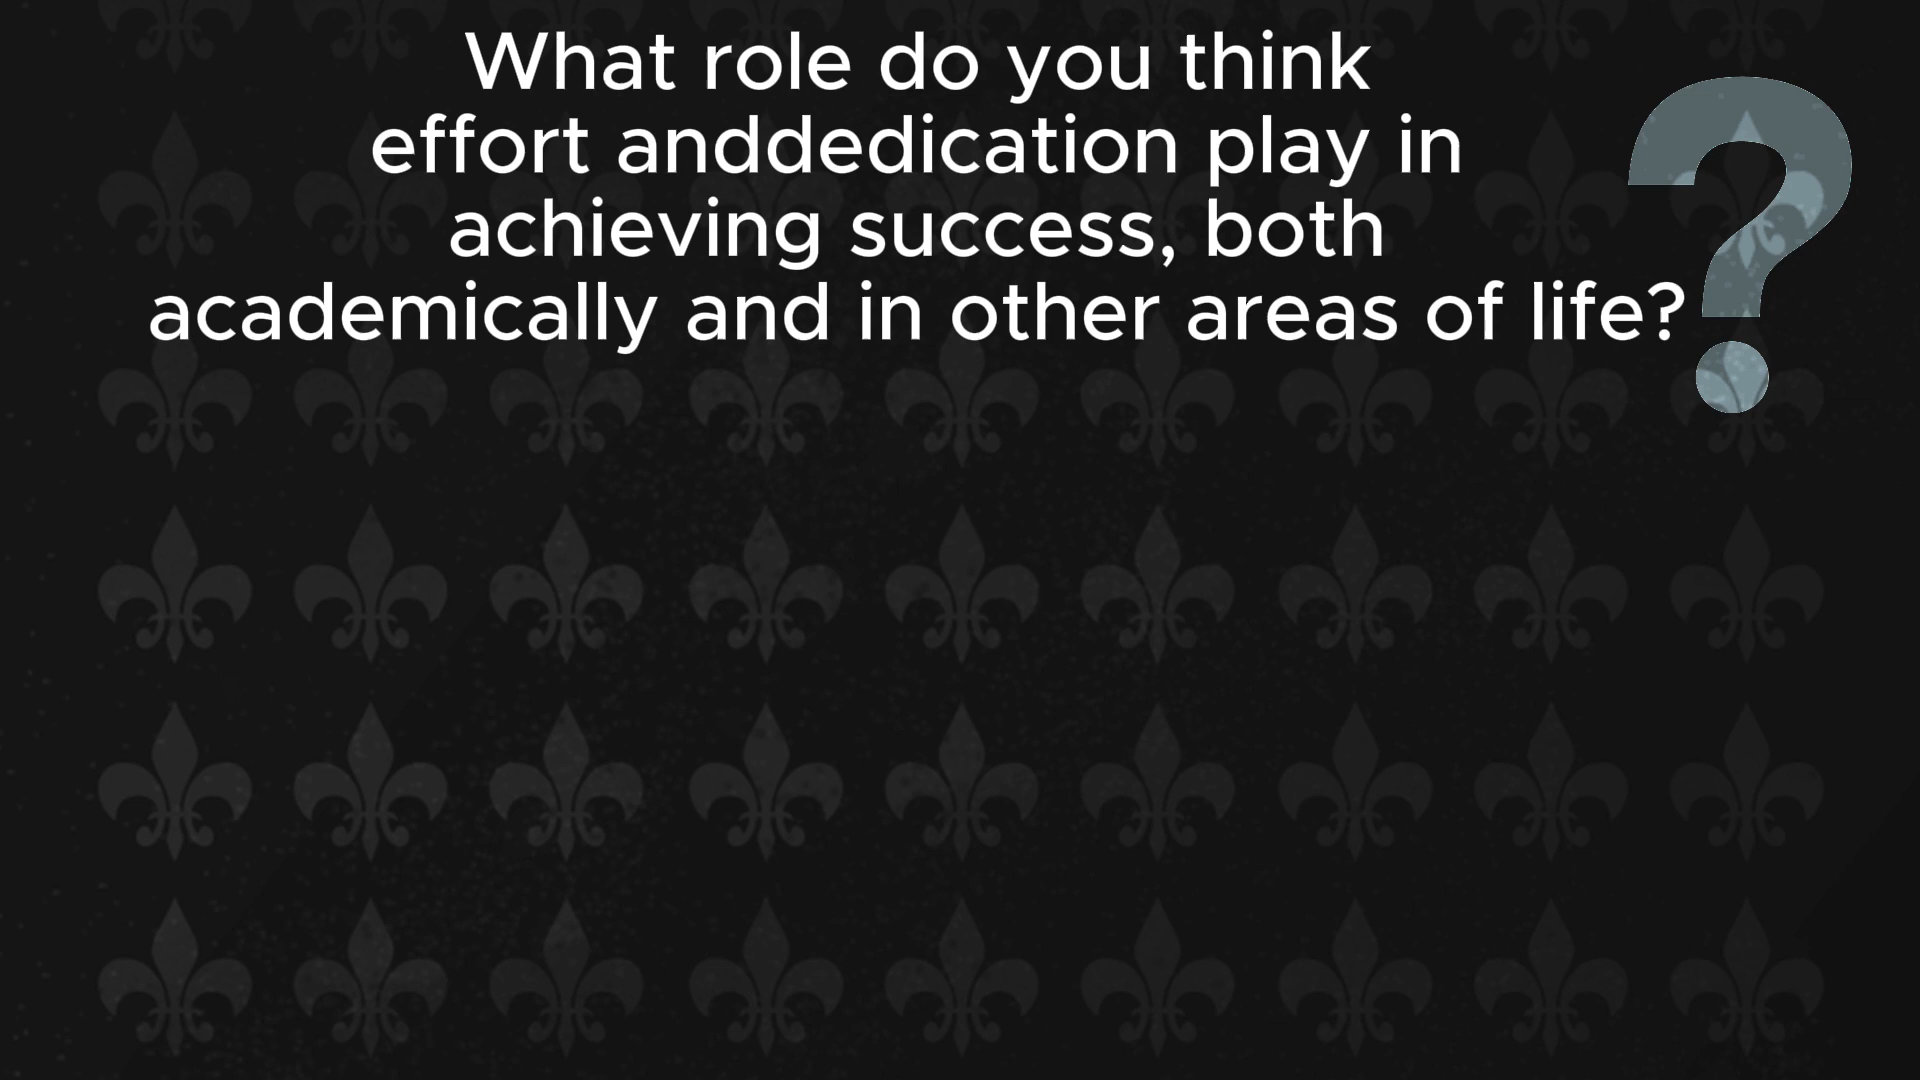 What role do you think
effort anddedication play in
achieving success, both
academically and in other areas of life?
?